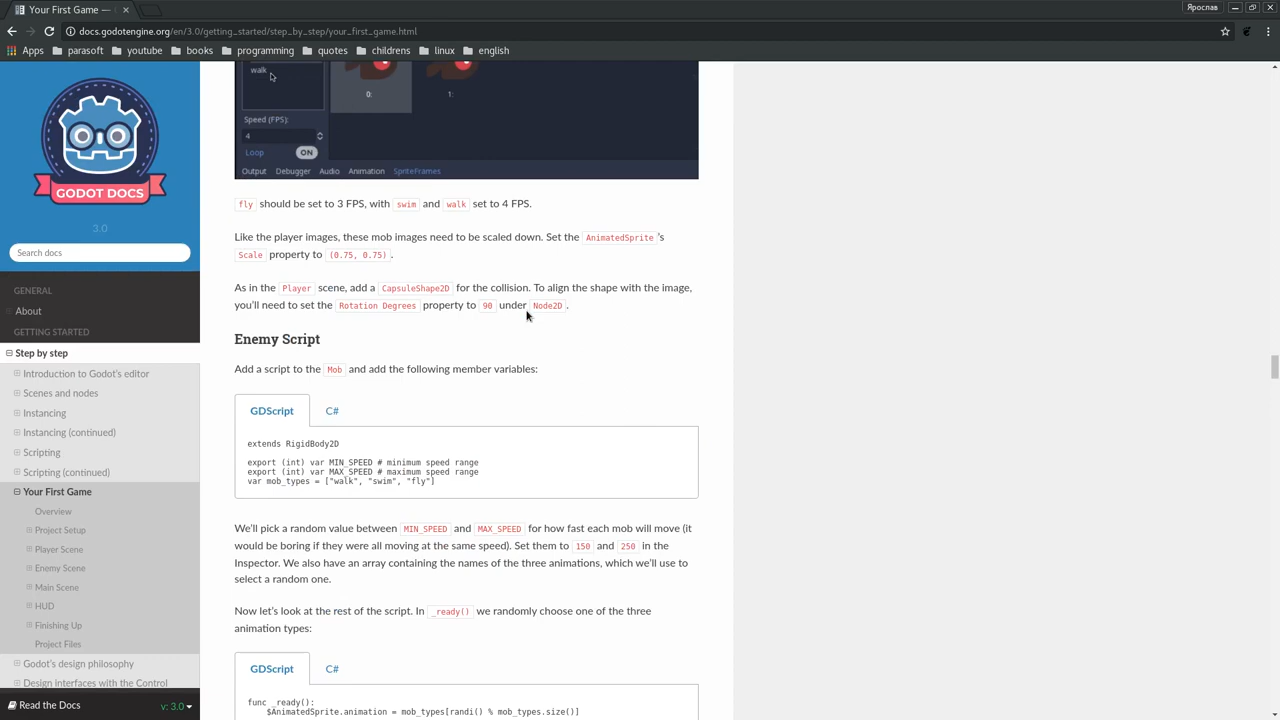 Your First Game —
Ярослав
docs.godotengine.org/en/3.0/getting_started/step_by_step/your_first_game.html
Apps parasoft youtube books programming quotes childrens linux english
GODOT DOCS
3.0
Search docs
GENERAL
About
GETTING STARTED
Step by step
Introduction to Godot's editor
Scenes and nodes
Instancing
Instancing (continued)
Scripting
Scripting (continued)
Your First Game
Overview
Project Setup
Player Scene
Enemy Scene
Main Scene
HUD
Finishing Up
Project Files
Godot's design philosophy
Design interfaces with the Control
Read the Docs v: 3.0
walk
0: 1:
Speed (FPS):
4
Loop ON
Output Debugger Audio Animation SpriteFrames
fly should be set to 3 FPS, with swim and walk set to 4 FPS.
Like the player images, these mob images need to be scaled down. Set the AnimatedSprite 's
Scale property to (0.75, 0.75) .
As in the Player scene, add a CapsuleShape2D for the collision. To align the shape with the image,
you'll need to set the Rotation Degrees property to 90 under Node2D .
Enemy Script
Add a script to the Mob and add the following member variables:
GDScript C#
extends RigidBody2D
export (int) var MIN_SPEED # minimum speed range
export (int) var MAX_SPEED # maximum speed range
var mob_types = ["walk", "swim", "fly"]
We'll pick a random value between MIN_SPEED and MAX_SPEED for how fast each mob will move (it
would be boring if they were all moving at the same speed). Set them to 150 and 250 in the
Inspector. We also have an array containing the names of the three animations, which we'll use to
select a random one.
Now let's look at the rest of the script. In _ready() we randomly choose one of the three
animation types:
GDScript C#
func _ready():
$AnimatedSprite.animation = mob_types[randi() % mob_types.size()]